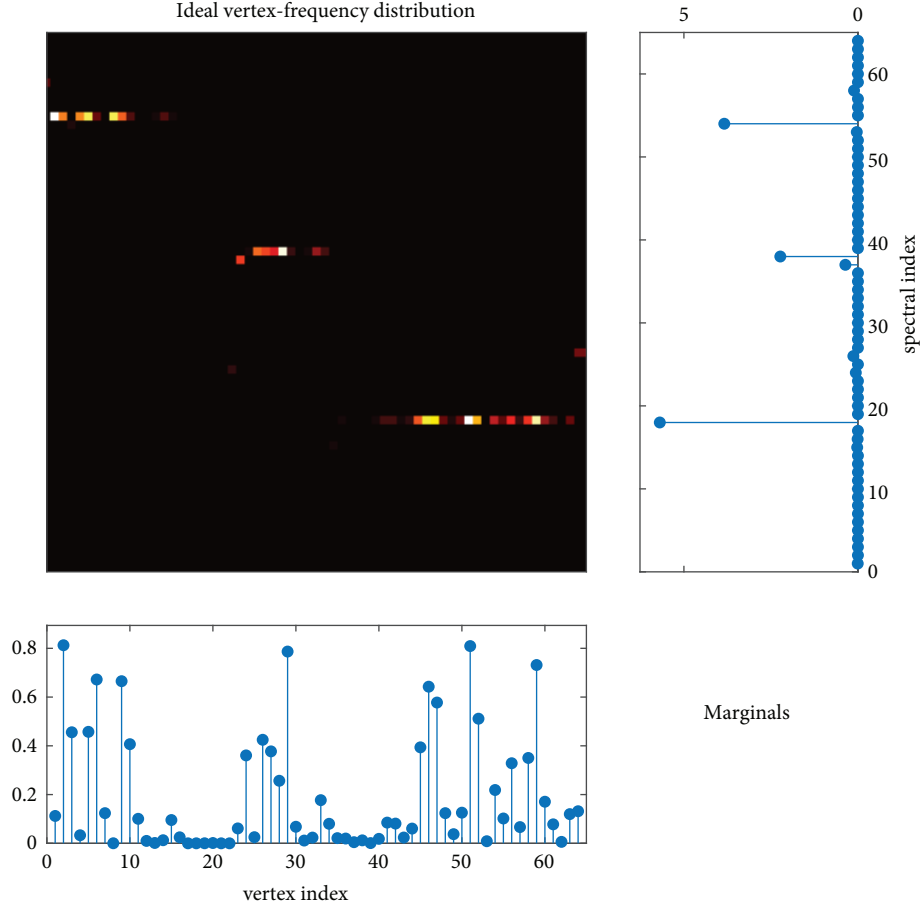 Ideal vertex-frequency distribution
5 0
60
50
40
30
20
10
0
spectral index
0.8
0.6
0.4
0.2
0
0 10 20 30 40 50 60
vertex index
Marginals